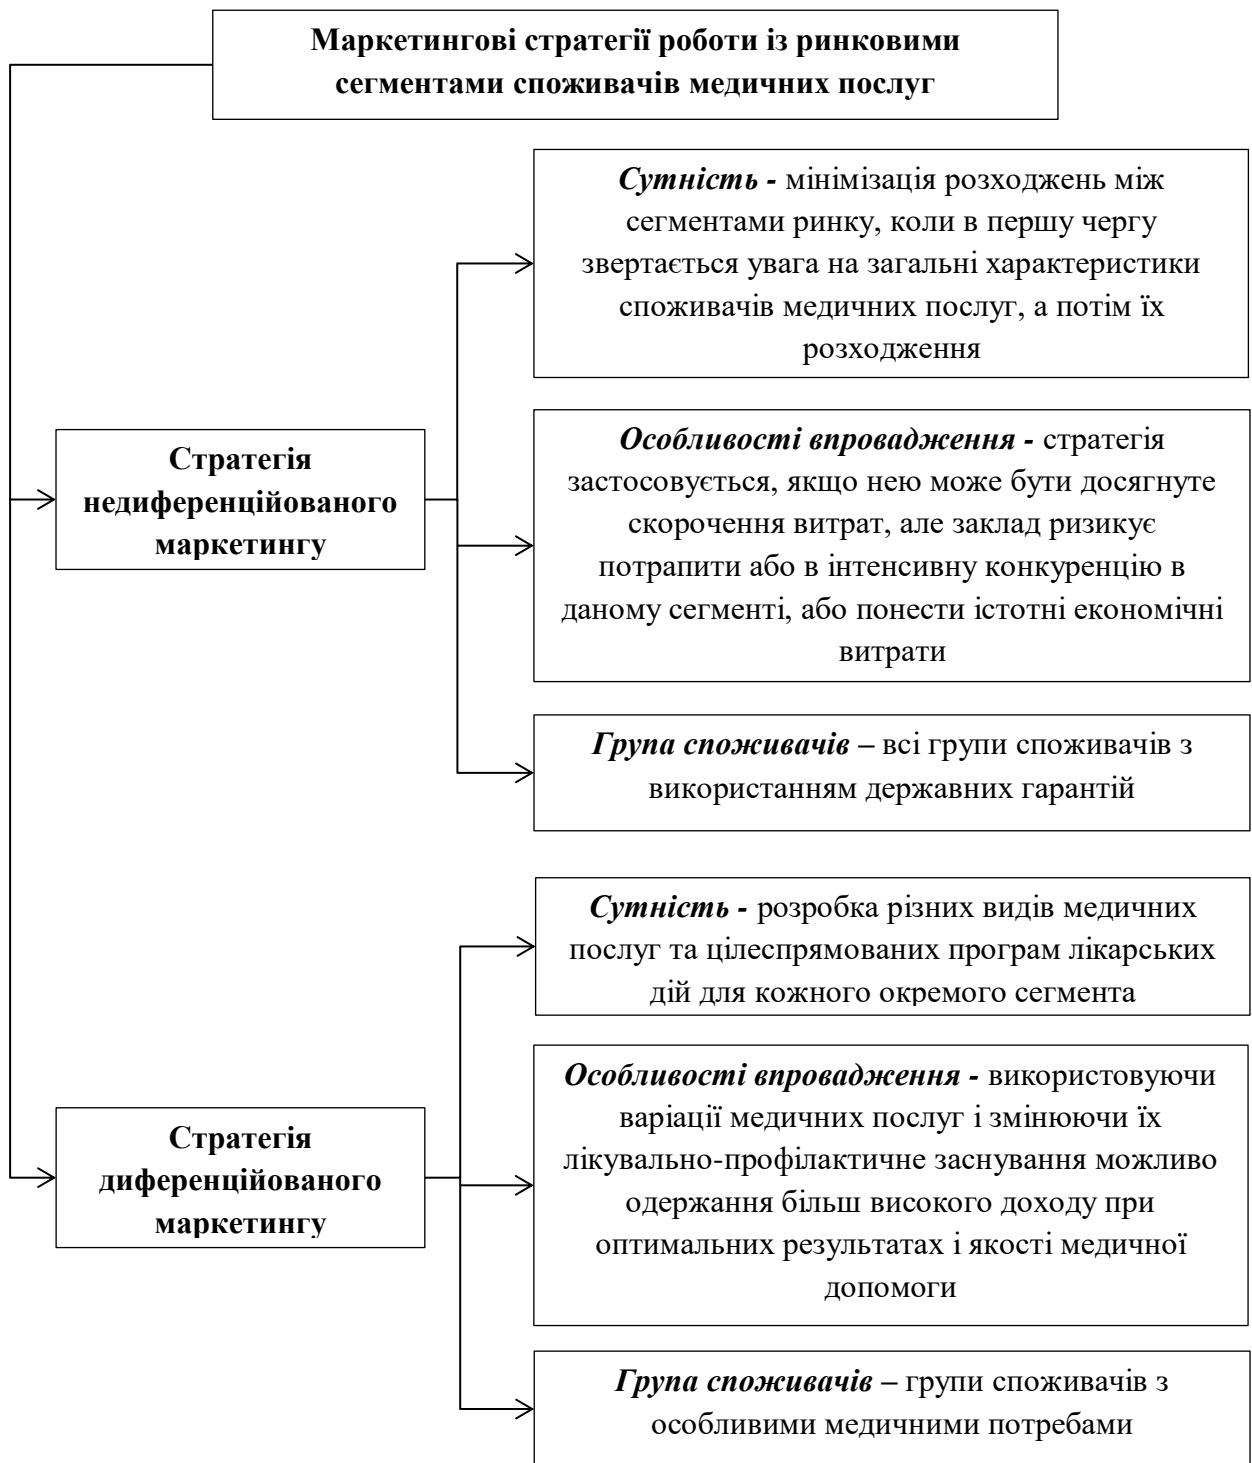 Маркетингові стратегії роботи із ринковими
сегментами споживачів медичних послуг
Сутність - мінімізація розходжень між
сегментами ринку, коли в першу чергу
звертається увага на загальні характеристики
споживачів медичних послуг, а потім їх
розходження
Стратегія
недиференційованого
маркетингу
Особливості впровадження - стратегія
застосовується, якщо нею може бути досягнуте
скорочення витрат, але заклад ризикує
потрапити або в інтенсивну конкуренцію в
даному сегменті, або понести істотні економічні
витрати
Група споживачів – всі групи споживачів з
використанням державних гарантій
Сутність - розробка різних видів медичних
послуг та цілеспрямованих програм лікарських
дій для кожного окремого сегмента
Стратегія
диференційованого
маркетингу
Особливості впровадження - використовуючи
варіації медичних послуг і змінюючи їх
лікувально-профілактичне заснування можливо
одержання більш високого доходу при
оптимальних результатах і якості медичної
допомоги
Група споживачів – групи споживачів з
особливими медичними потребами